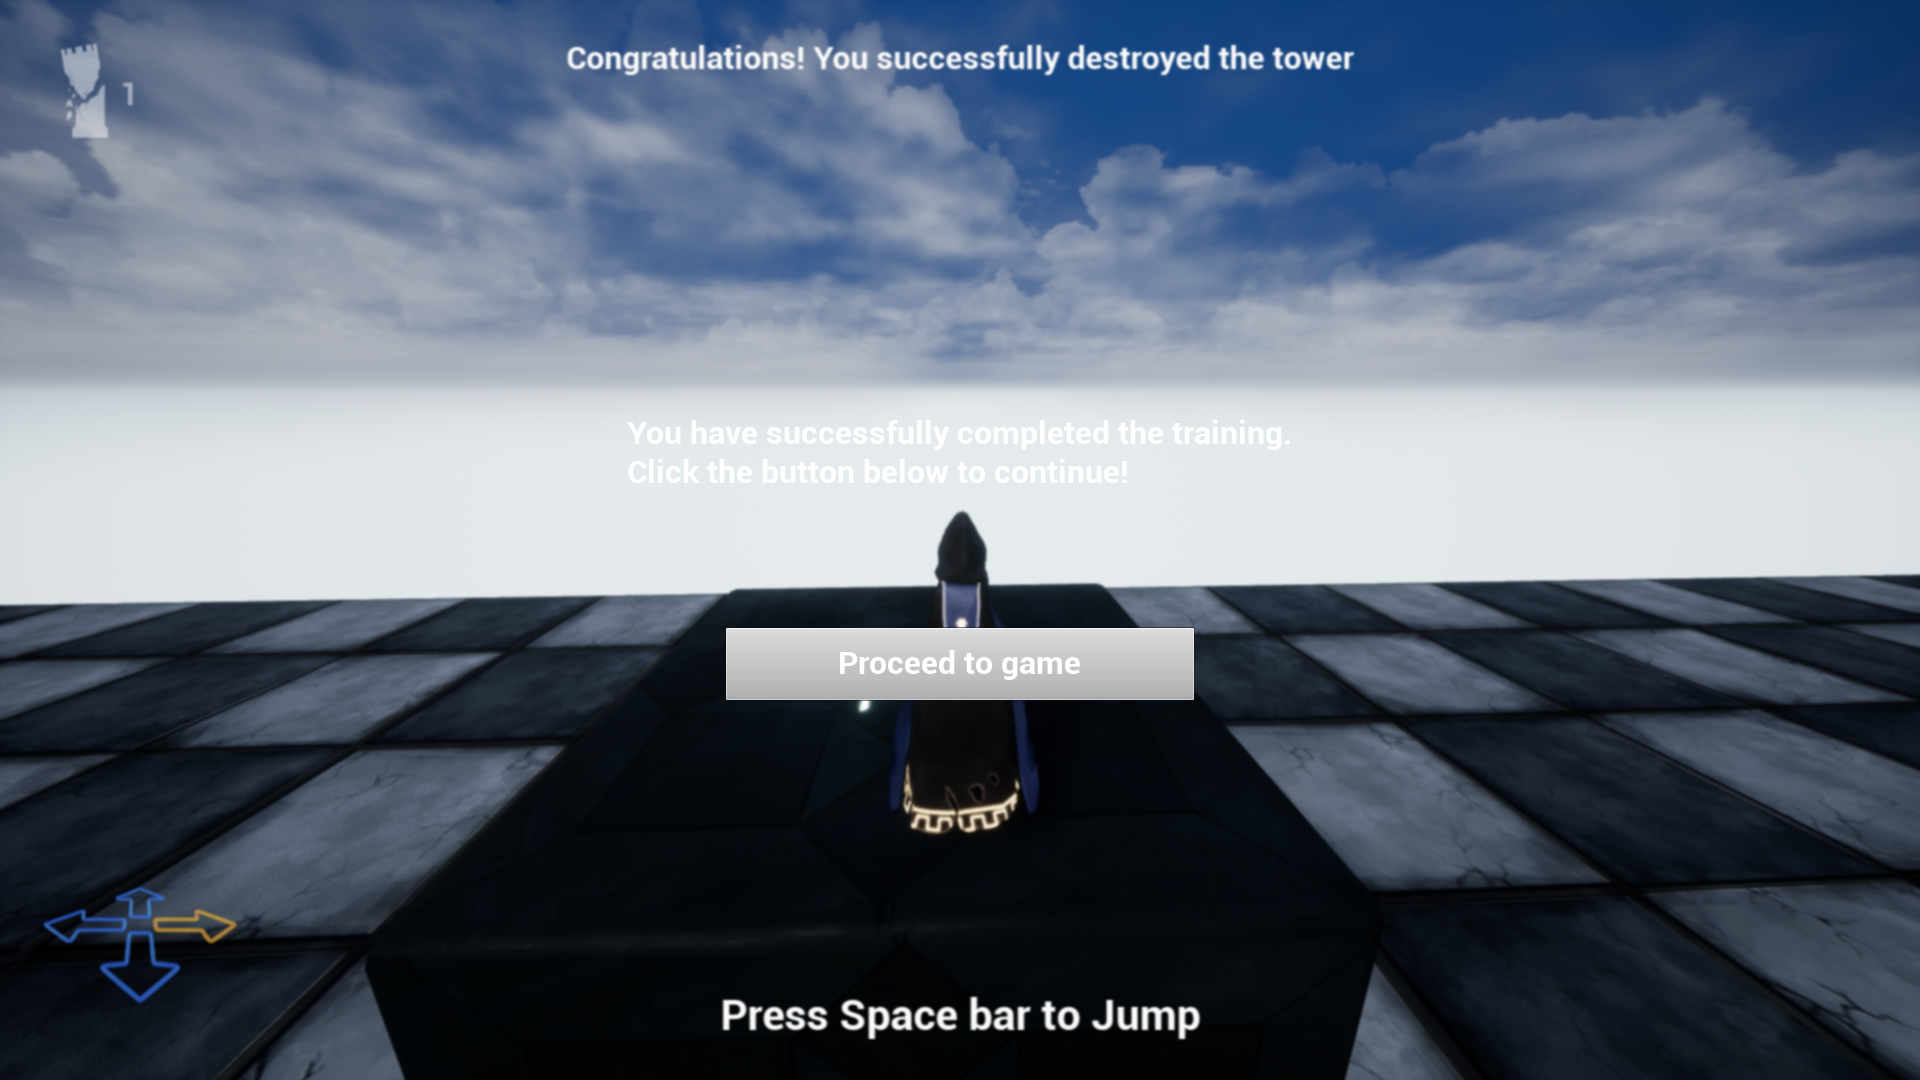 Congratulations! You successfully destroyed the tower
1
You have successfully completed the training.
Click the button below to continue!
Proceed to game
Press Space bar to Jump